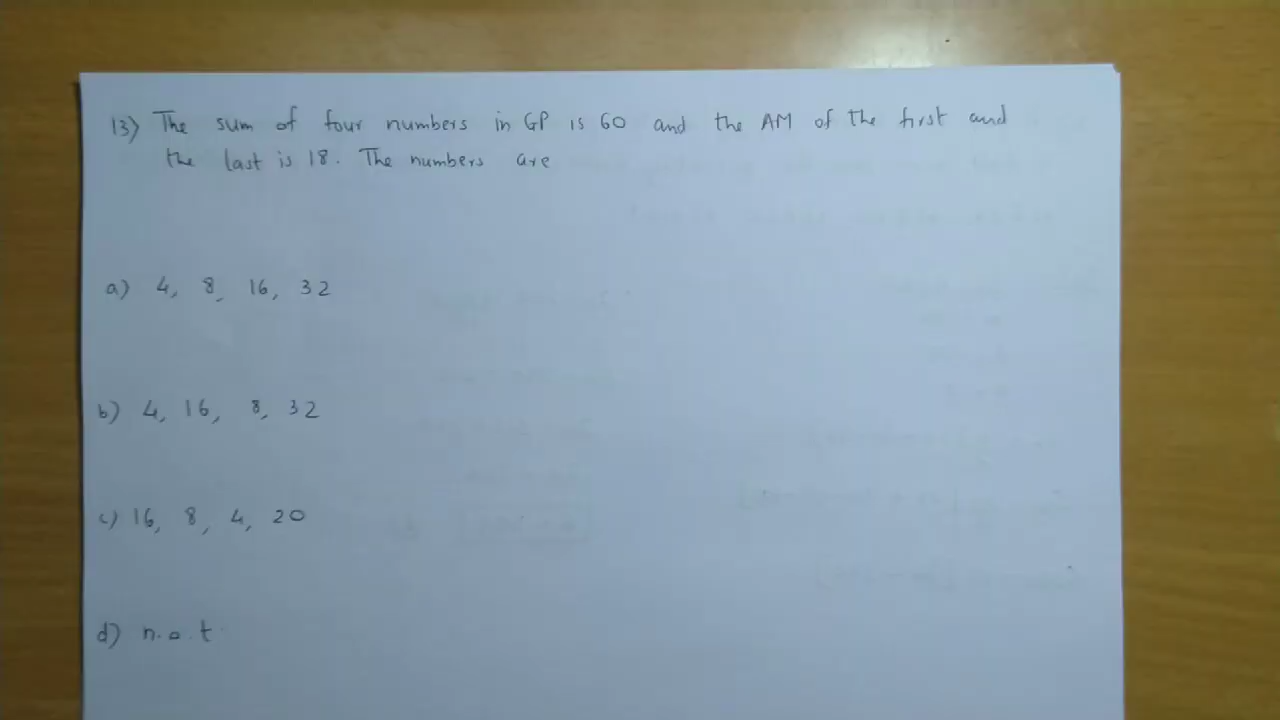 13) The sum of four numbers in GP is 60 and the AM of the first and
the last is 18. The numbers are
a) 4, 8, 16, 32
b) 4, 16, 8, 32
c) 16, 8, 4, 20
d) n.o.t